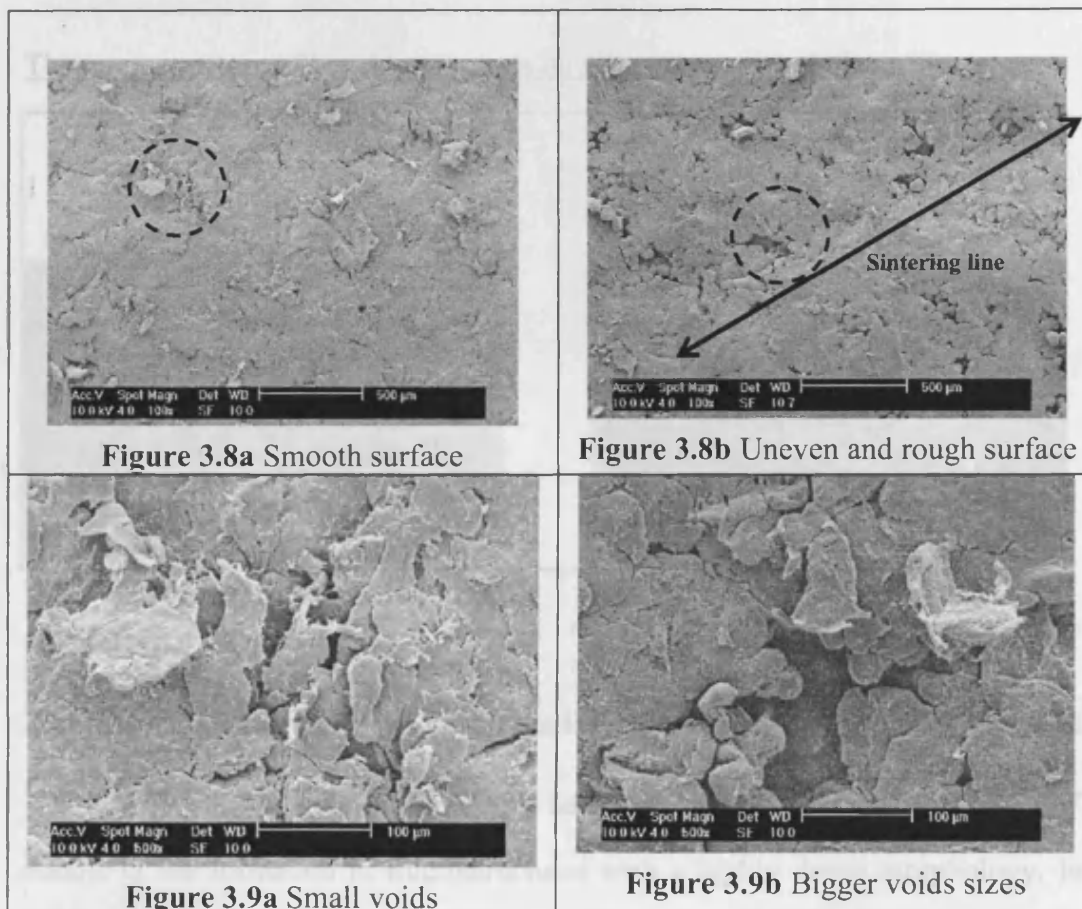 Sintering line
Acc.V Spot Magn Det WD 500 µm
10.0 kV 4.0 100x SE 10.0
Acc.V Spot Magn Det WD 500 µm
10.0 kV 4.0 100x SE 10.7
Figure 3.8a Smooth surface
Figure 3.8b Uneven and rough surface
Acc.V Spot Magn Det WD 100 µm
10.0 kV 4.0 500x SE 10.0
Acc.V Spot Magn Det WD 100 µm
10.0 kV 4.0 500x SE 10.0
Figure 3.9a Small voids
Figure 3.9b Bigger voids sizes